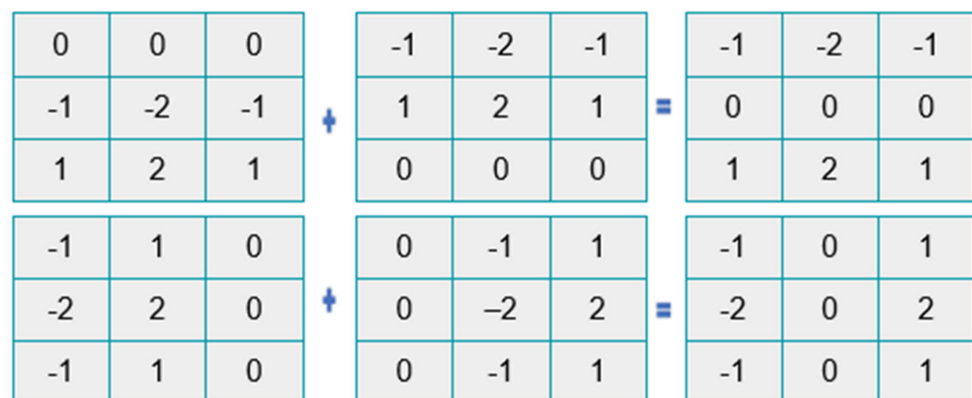 0 0 0 -1 -2 -1 -1 -2 -1
-1 -2 -1 + 1 2 1 = 0 0 0
1 2 1 0 0 0 1 2 1
-1 1 0 0 -1 1 -1 0 1
-2 2 0 + 0 –2 2 = -2 0 2
-1 1 0 0 -1 1 -1 0 1